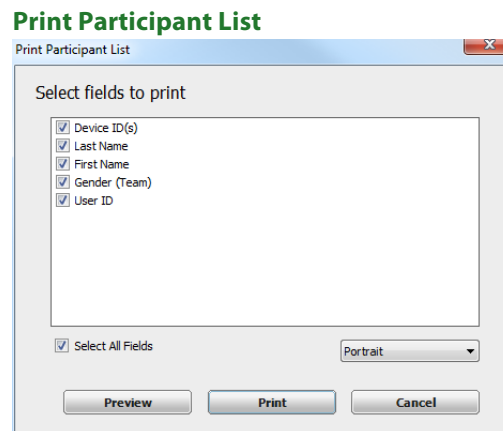 Print Participant List
Print Participant List
Select fields to print
Device ID(s)
Last Name
First Name
Gender (Team)
User ID
Select All Fields
Portrait
Preview Print Cancel